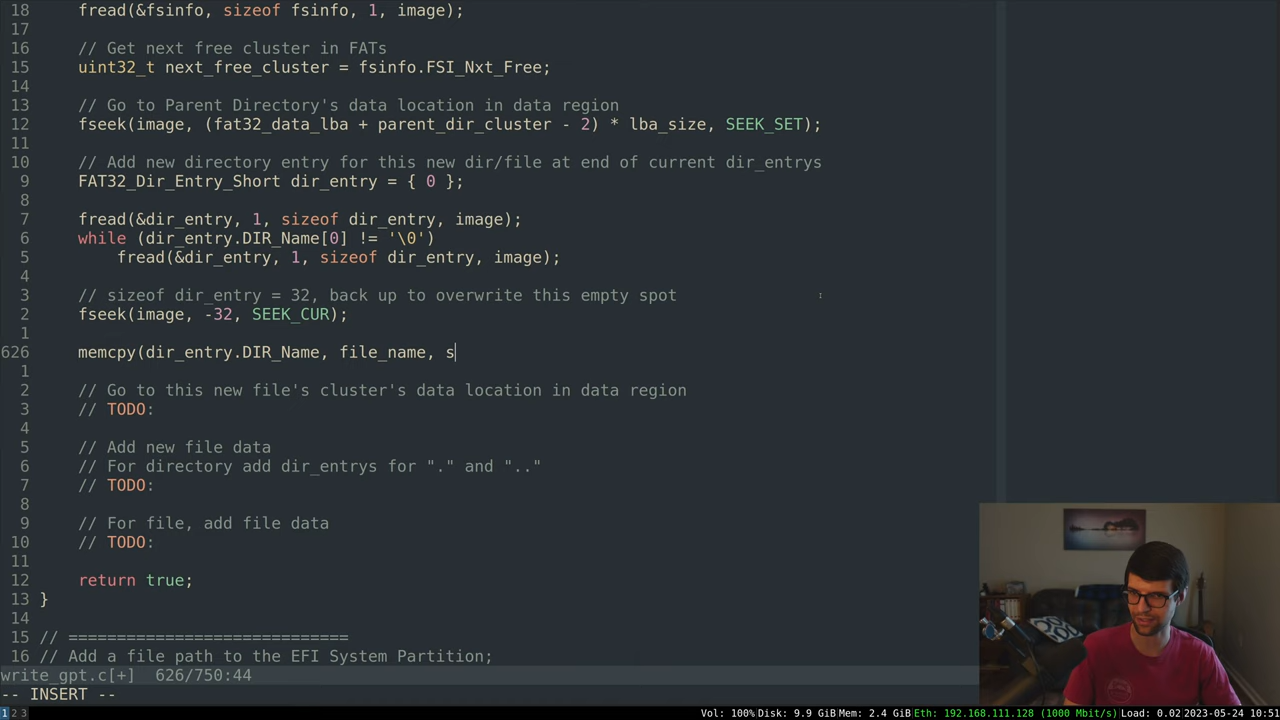 18     fread(&fsinfo, sizeof fsinfo, 1, image);
17
16     // Get next free cluster in FATs
15     uint32_t next_free_cluster = fsinfo.FSI_Nxt_Free;
14
13     // Go to Parent Directory's data location in data region
12     fseek(image, (fat32_data_lba + parent_dir_cluster - 2) * lba_size, SEEK_SET);
11
10     // Add new directory entry for this new dir/file at end of current dir_entrys
9     FAT32_Dir_Entry_Short dir_entry = { 0 };
8
7     fread(&dir_entry, 1, sizeof dir_entry, image);
6     while (dir_entry.DIR_Name[0] != '\0')
5         fread(&dir_entry, 1, sizeof dir_entry, image);
4
3     // sizeof dir_entry = 32, back up to overwrite this empty spot
2     fseek(image, -32, SEEK_CUR);
1
626     memcpy(dir_entry.DIR_Name, file_name, s
1
2     // Go to this new file's cluster's data location in data region
3     // TODO:
4
5     // Add new file data
6     // For directory add dir_entrys for "." and ".."
7     // TODO:
8
9     // For file, add file data
10     // TODO:
11
12     return true;
13 }
14
15 // =============================
16 // Add a file path to the EFI System Partition;
write_gpt.c[+]  626/750:44
-- INSERT --
1 2 3 Vol: 100% Disk: 9.9 GiB Mem: 2.4 GiB Eth: 192.168.111.128 (1000 Mbit/s) Load: 0.02 2023-05-24 10:51